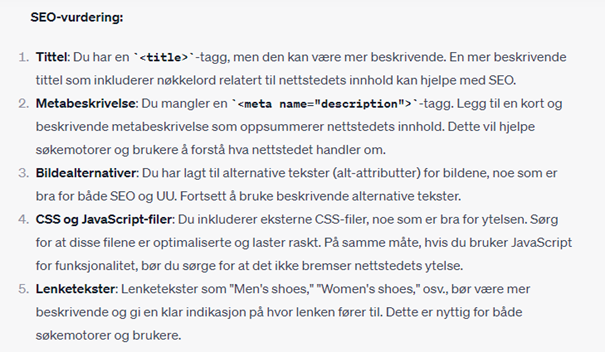 SEO-vurdering:
1. Tittel: Du har en `<title>`-tagg, men den kan være mer beskrivende. En mer beskrivende
tittel som inkluderer nøkkelord relatert til nettstedets innhold kan hjelpe med SEO.
2. Metabeskrivelse: Du mangler en `<meta name="description">`-tagg. Legg til en kort og
beskrivende metabeskrivelse som oppsummerer nettstedets innhold. Dette vil hjelpe
søkemotorer og brukere å forstå hva nettstedet handler om.
3. Bildealternativer: Du har lagt til alternative tekster (alt-attributter) for bildene, noe som er
bra for både SEO og UU. Fortsett å bruke beskrivende alternative tekster.
4. CSS og JavaScript-filer: Du inkluderer eksterne CSS-filer, noe som er bra for ytelsen. Sørg
for at disse filene er optimaliserte og laster raskt. På samme måte, hvis du bruker JavaScript
for funksjonalitet, bør du sørge for at det ikke bremser nettstedets ytelse.
5. Lenketekster: Lenketekster som "Men's shoes," "Women's shoes," osv., bør være mer
beskrivende og gi en klar indikasjon på hvor lenken fører til. Dette er nyttig for både
søkemotorer og brukere.